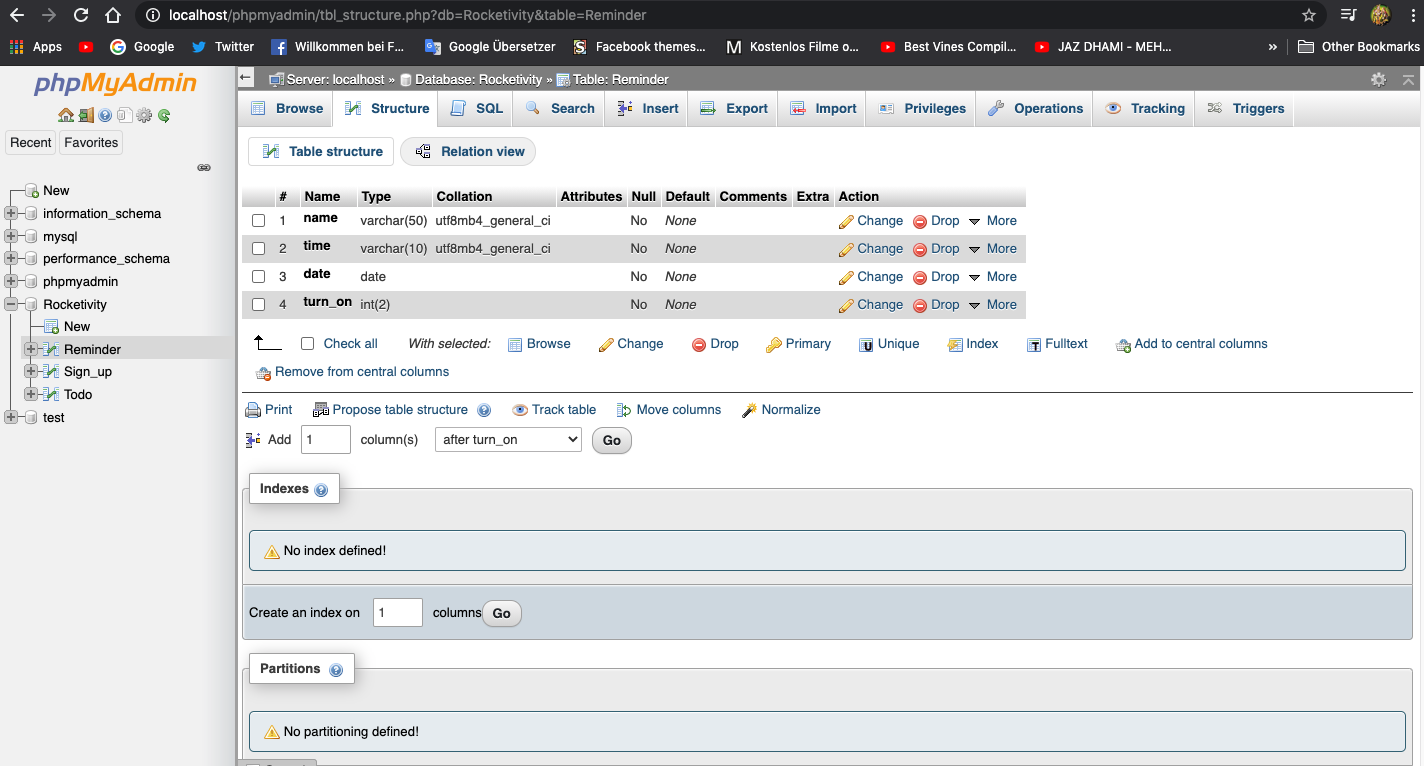 localhost/phpmyadmin/tbl_structure.php?db=Rocketivity&table=Reminder
Apps Google Twitter Willkommen bei F... Google Übersetzer Facebook themes... Kostenlos Filme o... Best Vines Compil... JAZ DHAMI - MEH... » Other Bookmarks
phpMyAdmin
Recent Favorites
New
information_schema
mysql
performance_schema
phpmyadmin
Rocketivity
New
Reminder
Sign_up
Todo
test
Server: localhost » Database: Rocketivity » Table: Reminder
Browse Structure SQL Search Insert Export Import Privileges Operations Tracking Triggers
Table structure Relation view
# Name Type Collation Attributes Null Default Comments Extra Action
1 name varchar(50) utf8mb4_general_ci No None Change Drop More
2 time varchar(10) utf8mb4_general_ci No None Change Drop More
3 date date No None Change Drop More
4 turn_on int(2) No None Change Drop More
Check all With selected: Browse Change Drop Primary Unique Index Fulltext Add to central columns
Remove from central columns
Print Propose table structure Track table Move columns Normalize
Add 1 column(s) after turn_on Go
Indexes
No index defined!
Create an index on 1 columns Go
Partitions
No partitioning defined!